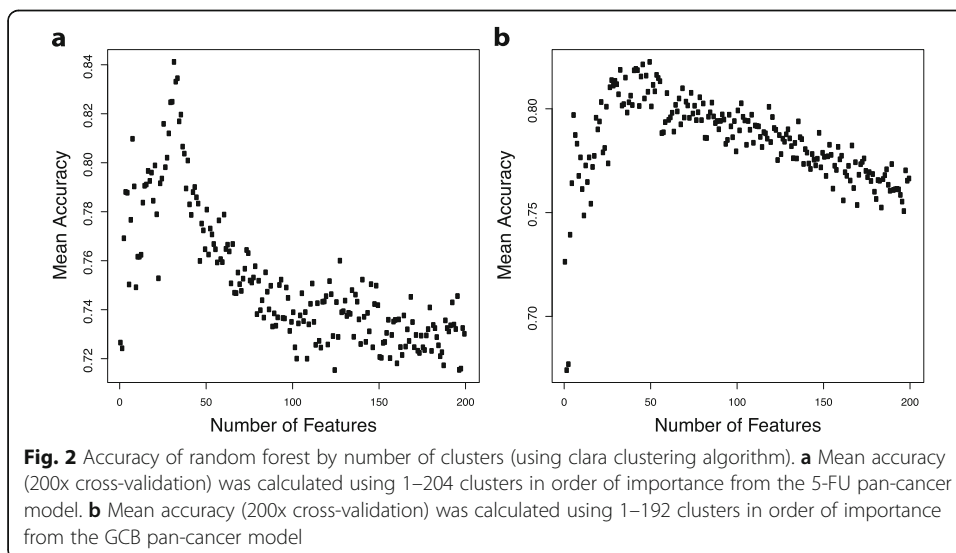 a
b
0.84
0.82
0.80
0.78
0.76
0.74
0.72
Mean Accuracy
0 50 100 150 200
Number of Features
0.80
0.75
0.70
Mean Accuracy
0 50 100 150 200
Number of Features
Fig. 2 Accuracy of random forest by number of clusters (using clara clustering algorithm). a Mean accuracy
(200x cross-validation) was calculated using 1–204 clusters in order of importance from the 5-FU pan-cancer
model. b Mean accuracy (200x cross-validation) was calculated using 1–192 clusters in order of importance
from the GCB pan-cancer model